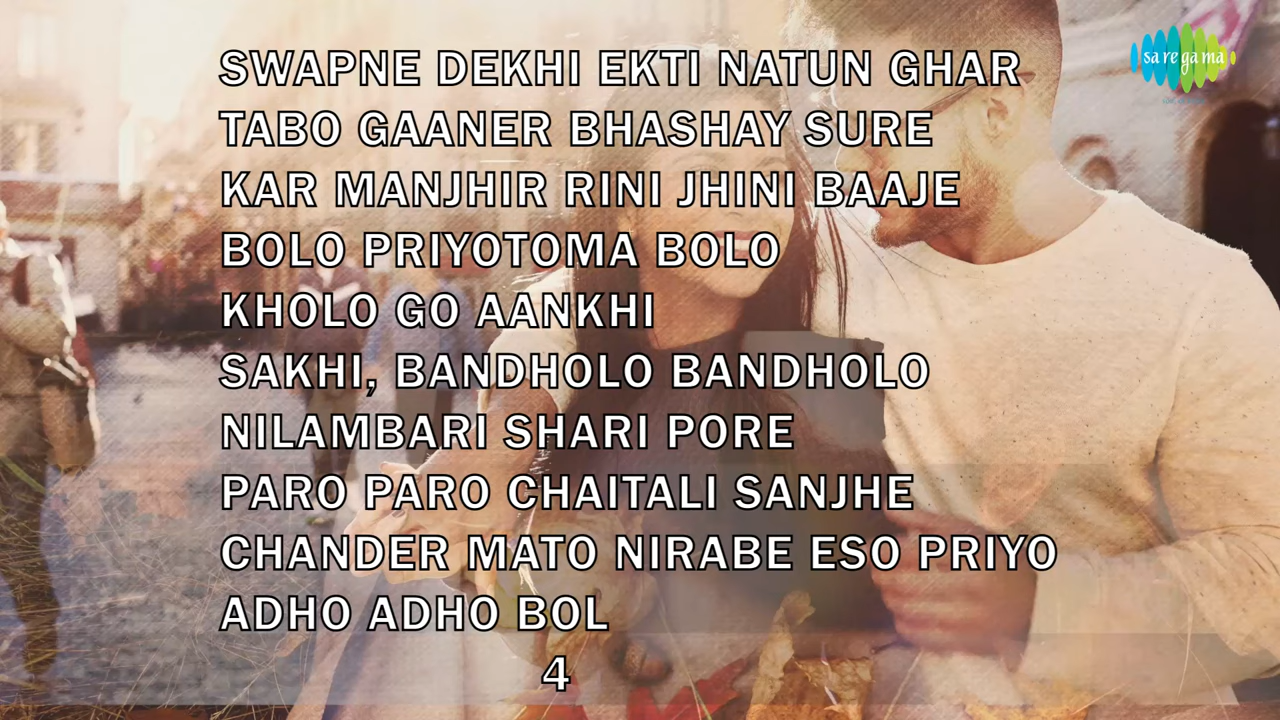 SWAPNE DEKHI EKTI NATUN GHAR
saregama
TABO GAANER BHASHAY SURE
KAR MANJHIR RINI JHINI BAAJE
BOLO PRIYOTOMA BOLO
KHOLO GO AANKHI
SAKHI, BANDHOLO BANDHOLO
NILAMBARI SHARI PORE
PARO PARO CHAITALI SANJHE
CHANDER MATO NIRABE ESO PRIYO
ADHO ADHO BOL
4